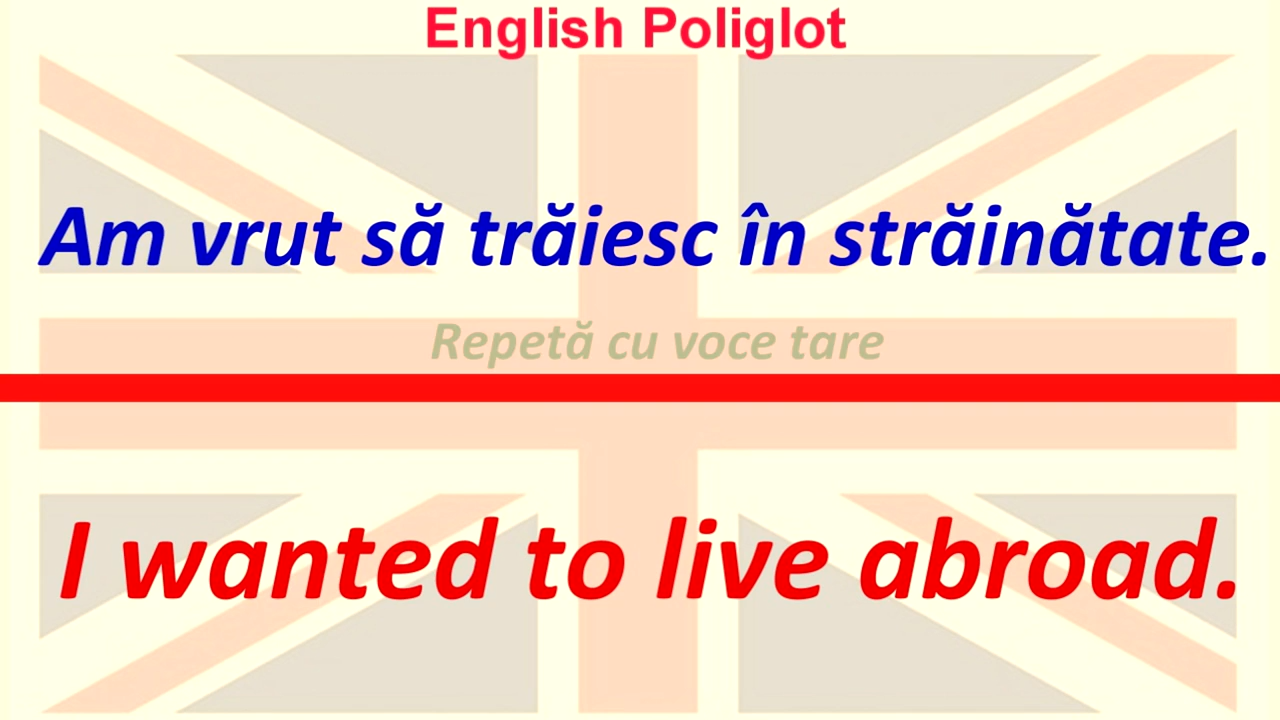 English Poliglot
Am vrut să trăiesc în străinătate.
Repetă cu voce tare
I wanted to live abroad.